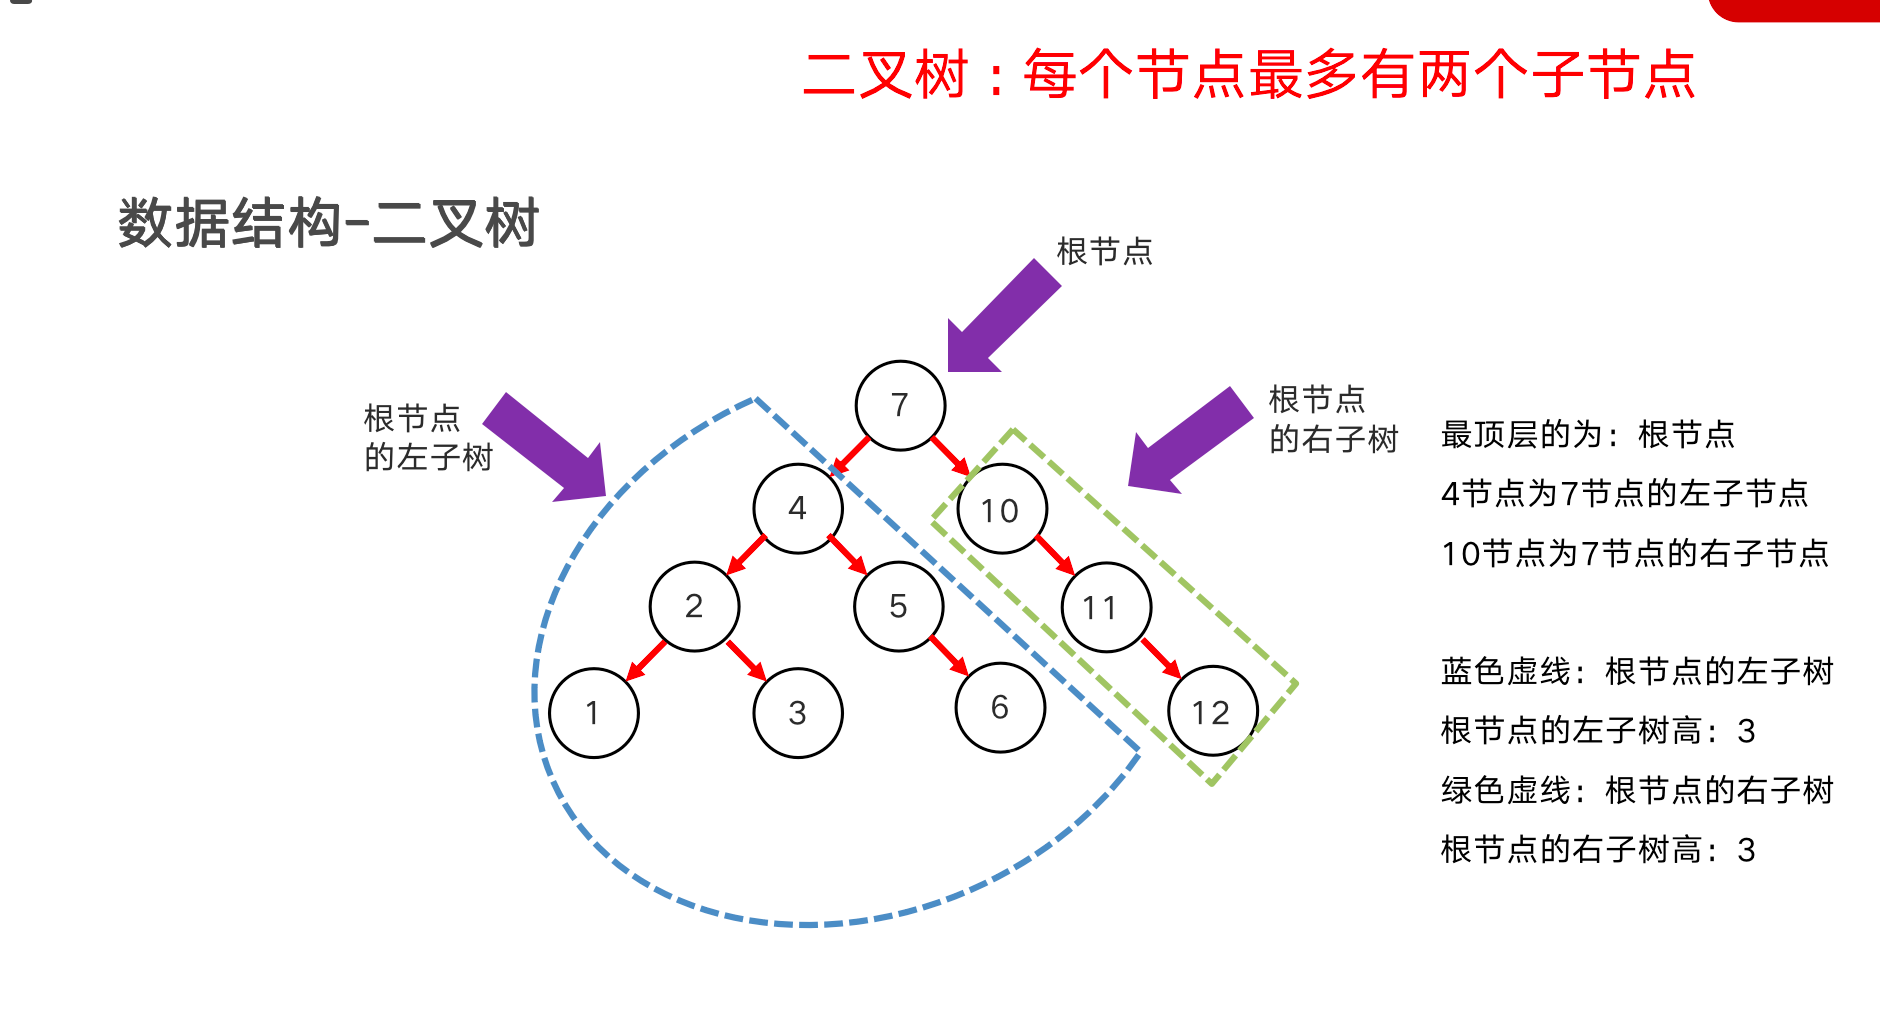 二叉树：每个节点最多有两个子节点
数据结构-二叉树
根节点
根节点
的左子树
根节点
的右子树
7
4
10
2
5
11
1
3
6
12
最顶层的为：根节点
4节点为7节点的左子节点
10节点为7节点的右子节点
蓝色虚线：根节点的左子树
根节点的左子树高：3
绿色虚线：根节点的右子树
根节点的右子树高：3